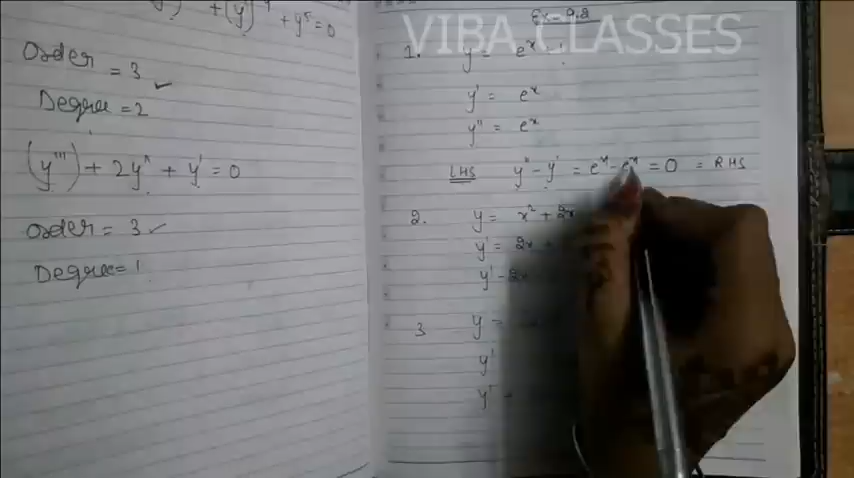 + y⁵ = 0
Order = 3 ✓
Degree = 2
(y''') + 2y'' + y' = 0
Order = 3 ✓
Degree = 1
VIBA CLASSES
Ex-9.2
1. y = eˣ
y' = eˣ
y'' = eˣ
LHS y'' - y' = eˣ - eˣ = 0 = RHS
2. y = x² + 2x
y' = 2x +
y' - 2x
3 y =
y'